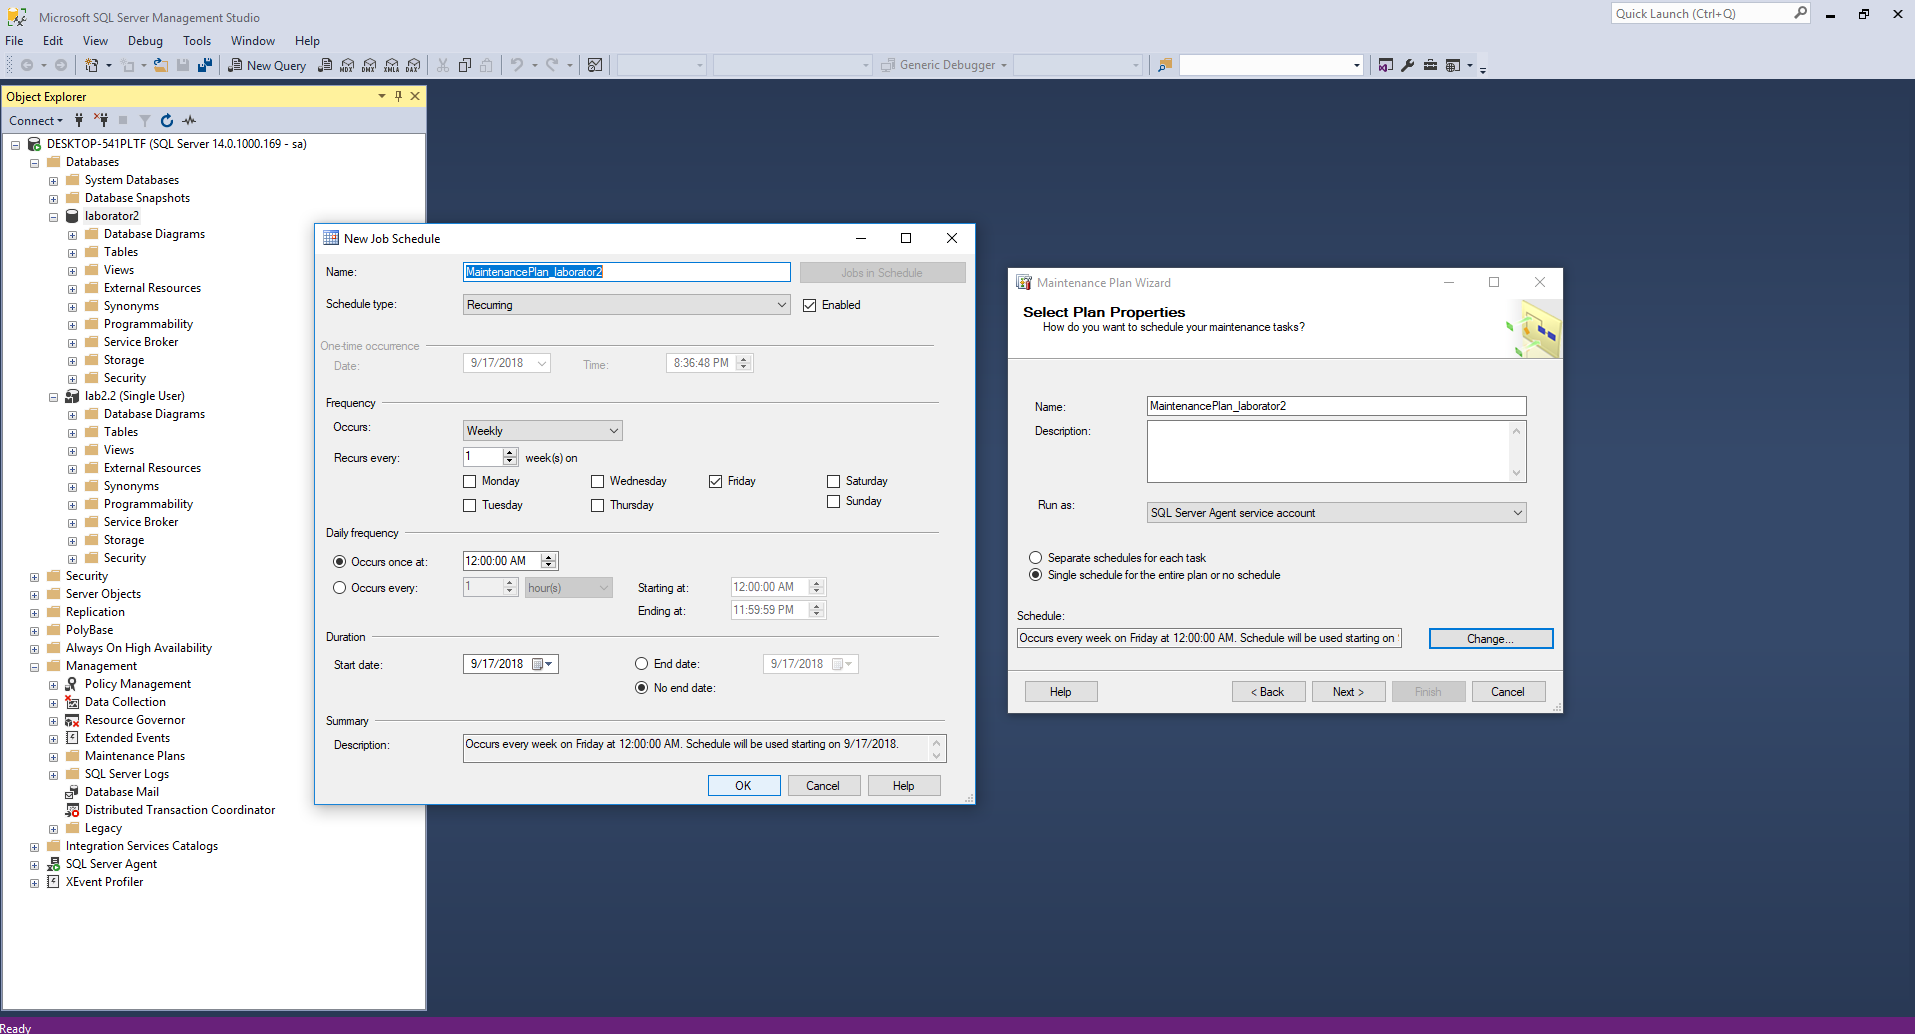 Microsoft SQL Server Management Studio
Quick Launch (Ctrl+Q)
File Edit View Debug Tools Window Help
New Query MDX DMX XMLA DAX Generic Debugger
Object Explorer
Connect
DESKTOP-541PLTF (SQL Server 14.0.1000.169 - sa)
Databases
System Databases
Database Snapshots
laborator2
Database Diagrams
Tables
Views
External Resources
Synonyms
Programmability
Service Broker
Storage
Security
lab2.2 (Single User)
Database Diagrams
Tables
Views
External Resources
Synonyms
Programmability
Service Broker
Storage
Security
Security
Server Objects
Replication
PolyBase
Always On High Availability
Management
Policy Management
Data Collection
Resource Governor
Extended Events
Maintenance Plans
SQL Server Logs
Database Mail
Distributed Transaction Coordinator
Legacy
Integration Services Catalogs
SQL Server Agent
XEvent Profiler
New Job Schedule
Name: MaintenancePlan_laborator2 Jobs in Schedule
Schedule type: Recurring Enabled
One-time occurrence
Date: 9/17/2018 Time: 8:36:48 PM
Frequency
Occurs: Weekly
Recurs every: 1 week(s) on
Monday Wednesday Friday Saturday
Tuesday Thursday Sunday
Daily frequency
Occurs once at: 12:00:00 AM
Occurs every: 1 hour(s) Starting at: 12:00:00 AM
Ending at: 11:59:59 PM
Duration
Start date: 9/17/2018 End date: 9/17/2018
No end date:
Summary
Description: Occurs every week on Friday at 12:00:00 AM. Schedule will be used starting on 9/17/2018.
OK Cancel Help
Maintenance Plan Wizard
Select Plan Properties
How do you want to schedule your maintenance tasks?
Name: MaintenancePlan_laborator2
Description:
Run as: SQL Server Agent service account
Separate schedules for each task
Single schedule for the entire plan or no schedule
Schedule:
Occurs every week on Friday at 12:00:00 AM. Schedule will be used starting on Change...
Help < Back Next > Finish Cancel
Ready